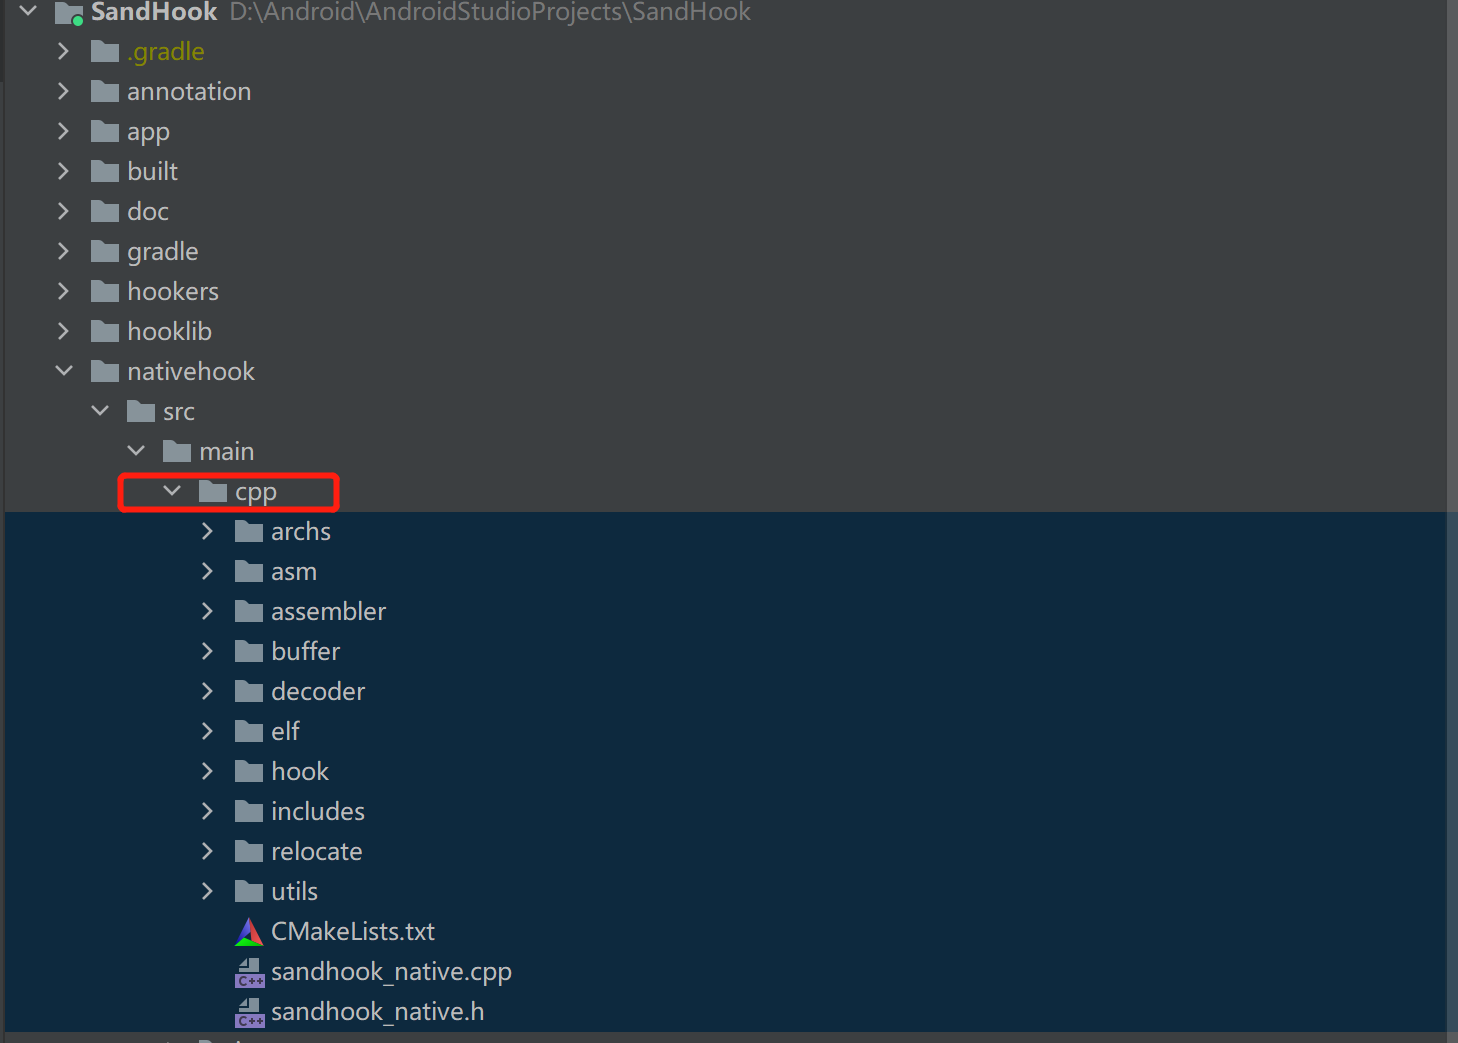 SandHook D:\Android\AndroidStudioProjects\SandHook
.gradle
annotation
app
built
doc
gradle
hookers
hooklib
nativehook
src
main
cpp
archs
asm
assembler
buffer
decoder
elf
hook
includes
relocate
utils
CMakeLists.txt
C++ sandhook_native.cpp
C++ sandhook_native.h